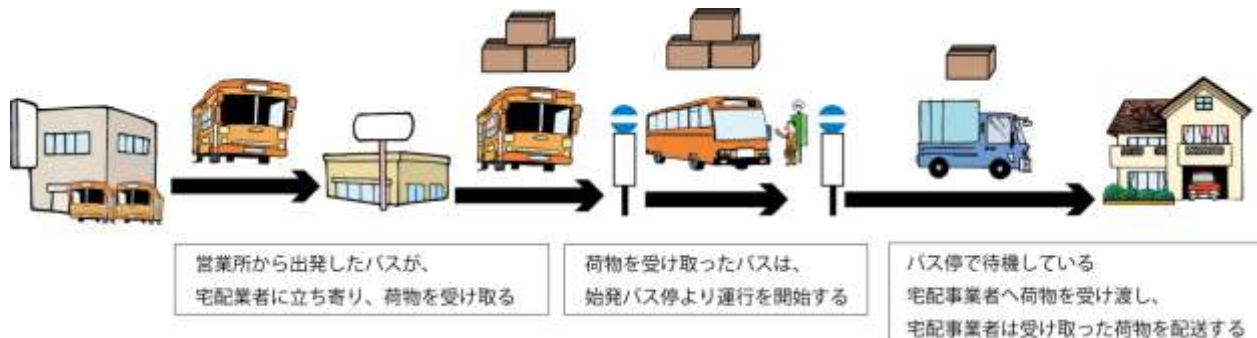 営業所から出発したバスが、
宅配業者に立ち寄り、荷物を受け取る
荷物を受け取ったバスは、
始発バス停より運行を開始する
バス停で待機している
宅配事業者へ荷物を受け渡し、
宅配事業者は受け取った荷物を配送する